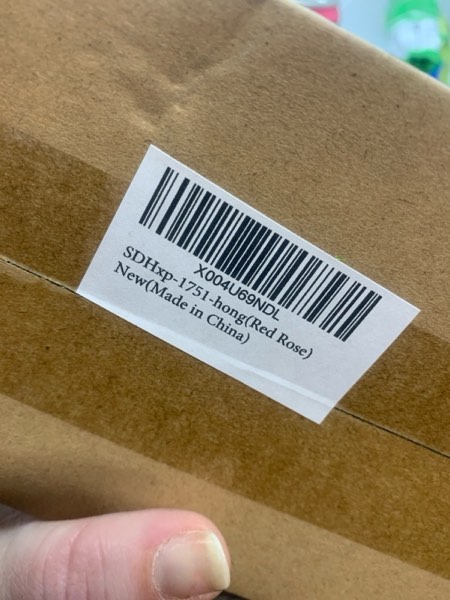 X004U69NDL
SDHxp-1751-hong(Red Rose)
New(Made in China)